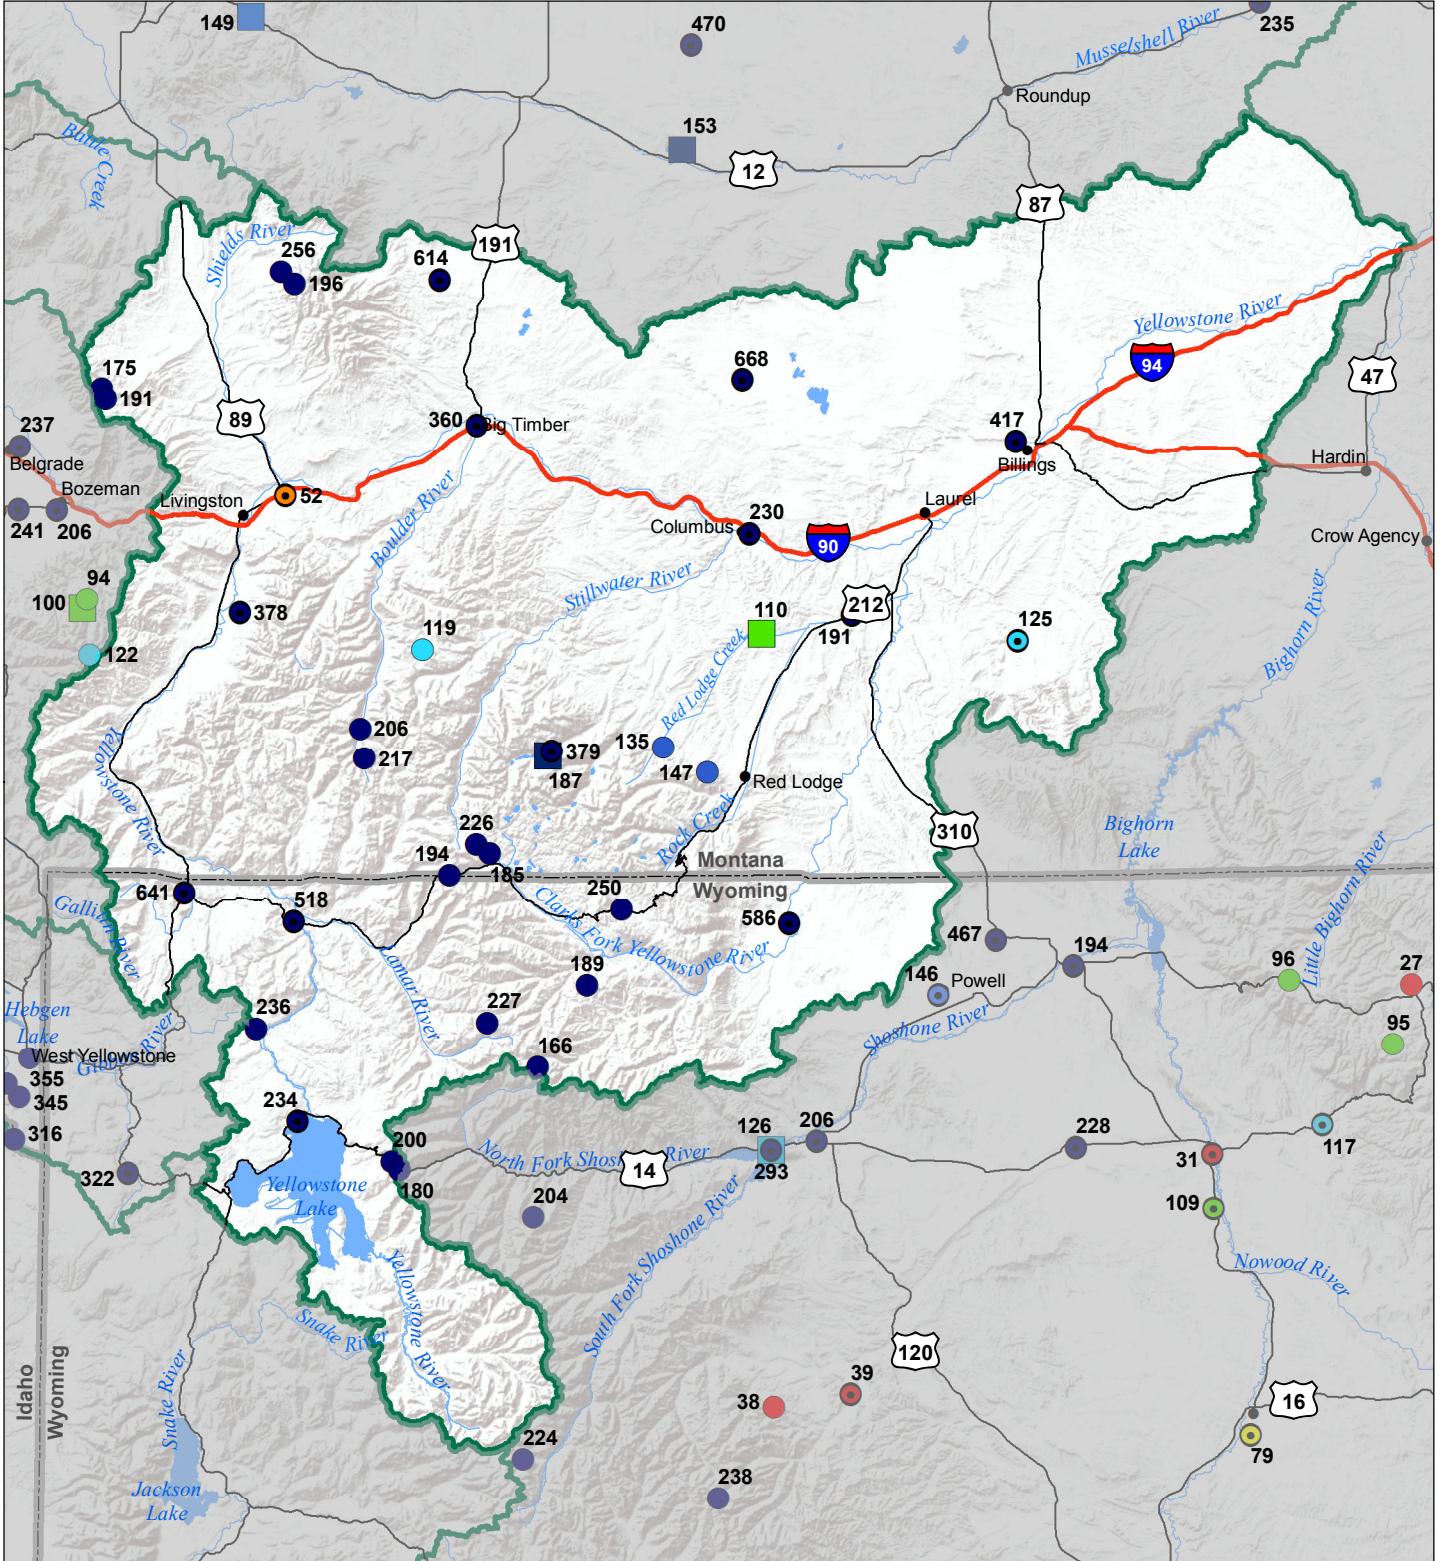 149
470
235
Musselshell River
Roundup
153
12
Battle Creek
87
191
Shields River
256
196
614
Yellowstone River
94
668
47
175
191
89
237
Belgrade
Bozeman
241
206
Livingston
52
360
Big Timber
417
Billings
Hardin
Laurel
Columbus
230
90
Crow Agency
Boulder River
Stillwater River
94
100
122
378
119
110
212
191
125
Bighorn River
Red Lodge Creek
206
217
379
187
135
147
Red Lodge
Yellowstone River
Rock Creek
226
194
185
310
Bighorn
Lake
Montana
Wyoming
Little Bighorn River
641
518
250
586
Clarks Fork Yellowstone River
Gallatin River
Lamar River
467
194
146
Powell
96
27
95
189
227
166
236
Shoshone River
Hebgen
Lake
West Yellowstone
Gibbon River
355
345
316
322
234
200
180
Yellowstone
Lake
North Fork Shoshone River
14
126
293
206
228
31
117
109
204
South Fork Shoshone River
Nowood River
Yellowstone River
Snake River
Snake River
Idaho
Wyoming
120
39
38
16
79
224
238
Jackson
Lake